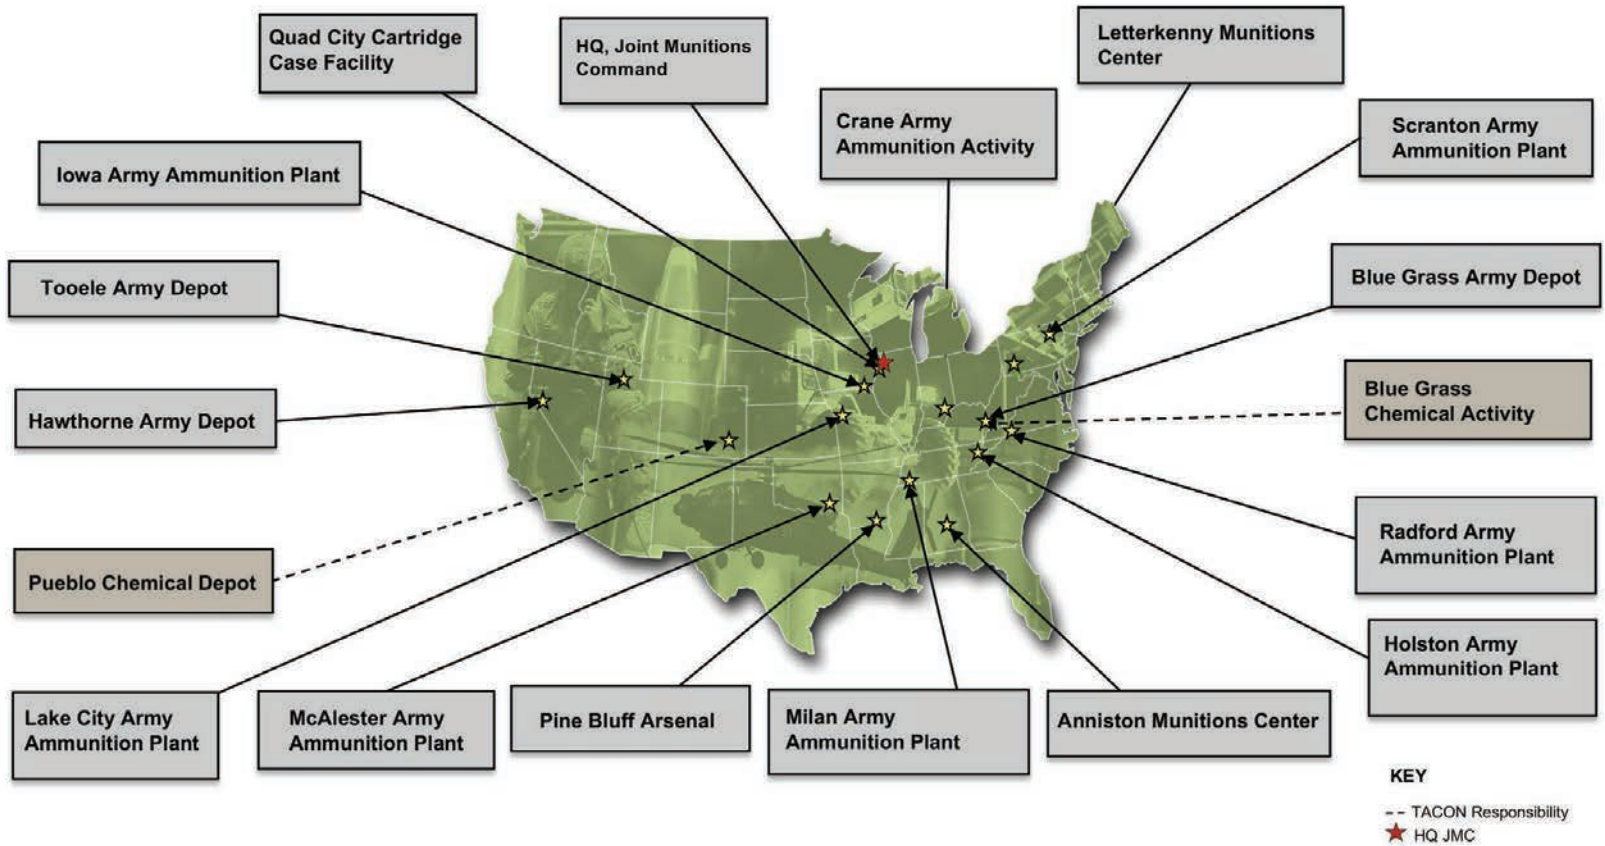 Quad City Cartridge
Case Facility
HQ, Joint Munitions
Command
Letterkenny Munitions
Center
Crane Army
Ammunition Activity
Scranton Army
Ammunition Plant
Iowa Army Ammunition Plant
Tooele Army Depot
Blue Grass Army Depot
Hawthorne Army Depot
Blue Grass
Chemical Activity
Pueblo Chemical Depot
Radford Army
Ammunition Plant
Holston Army
Ammunition Plant
Lake City Army
Ammunition Plant
McAlester Army
Ammunition Plant
Pine Bluff Arsenal
Milan Army
Ammunition Plant
Anniston Munitions Center
KEY
-- TACON Responsibility
HQ JMC